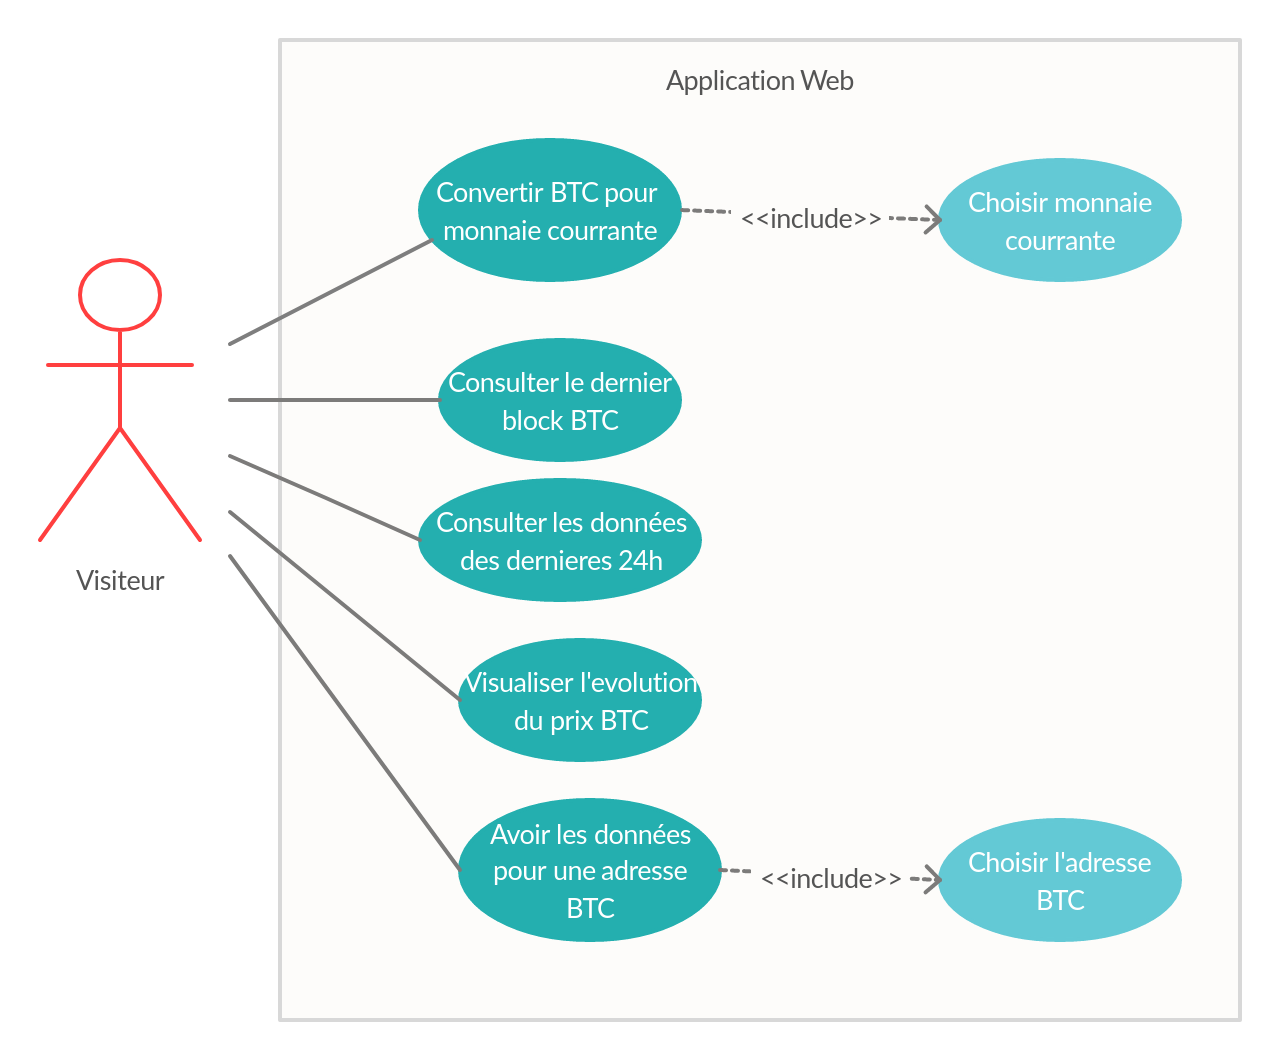 Application Web
Convertir BTC pour
monnaie courrante
<<include>>
Choisir monnaie
courrante
Consulter le dernier
block BTC
Consulter les données
des dernieres 24h
Visiteur
Visualiser l'evolution
du prix BTC
Avoir les données
pour une adresse
BTC
<<include>>
Choisir l'adresse
BTC